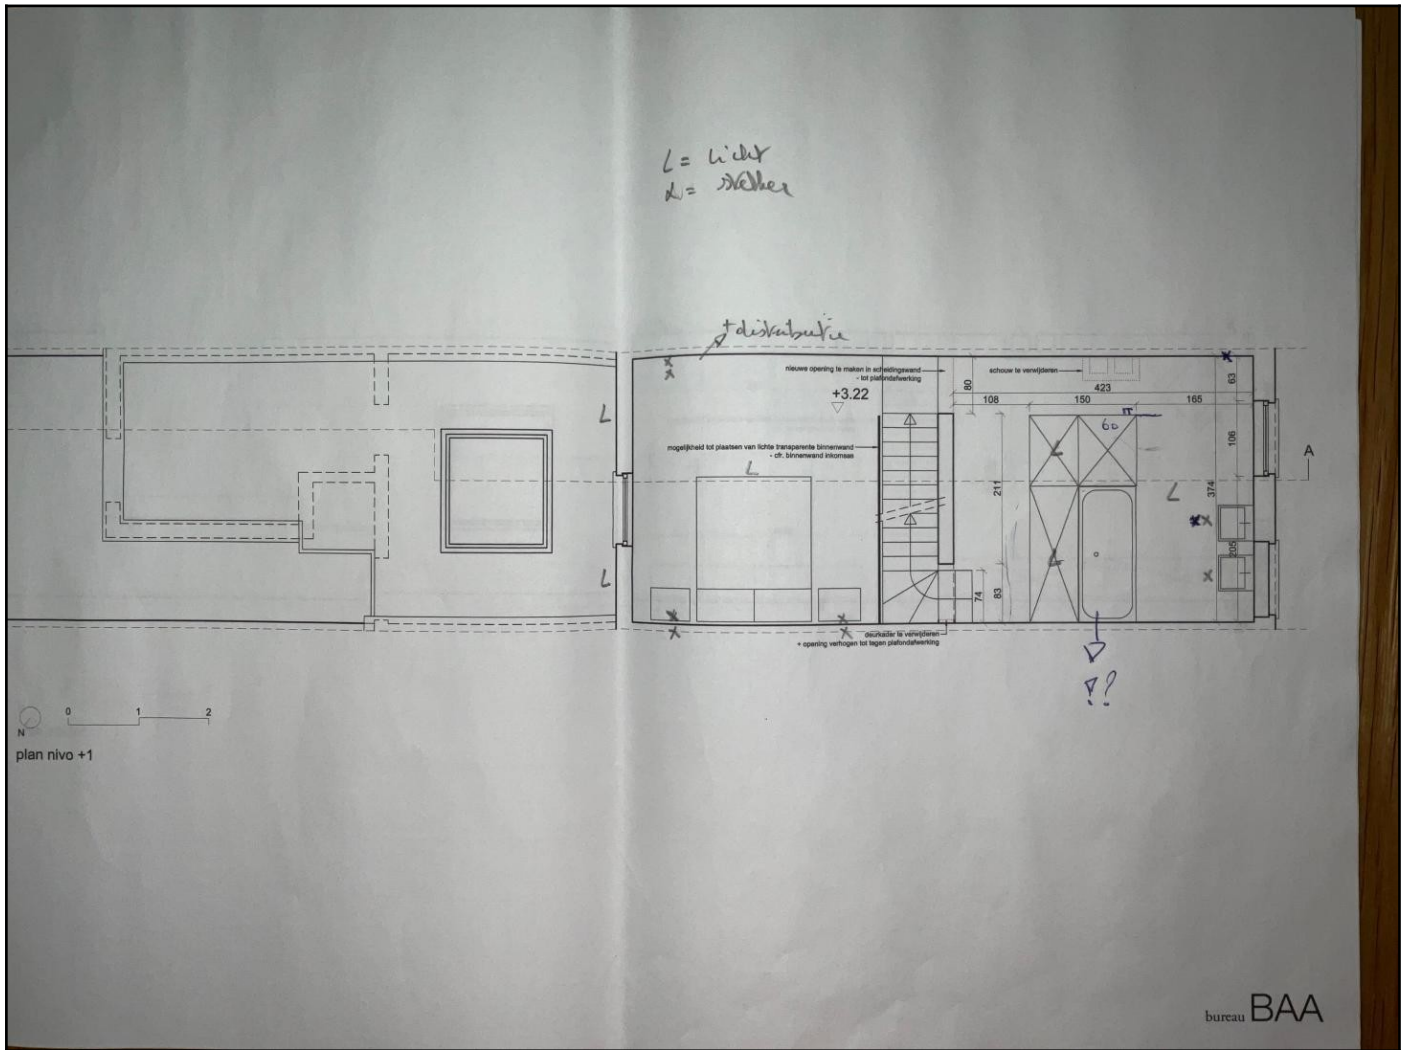 L = licht
L = stekker
+ distributie
nieuwe opening te maken in scheidingswand
- tot plafondafwerking
schouw te verwijderen
80
423
63
+3.22
108
150
165
60
mogelijkheid tot plaatsen van lichte transparente binnenwand
- cfr. binnenwand inkomsas
L
L
L
L
106
A
211
374
L
L
205
L
74
83
deurkader te verwijderen
+ opening verhogen tot tegen plafondafwerking
??
N
0 1 2
plan nivo +1
bureau BAA